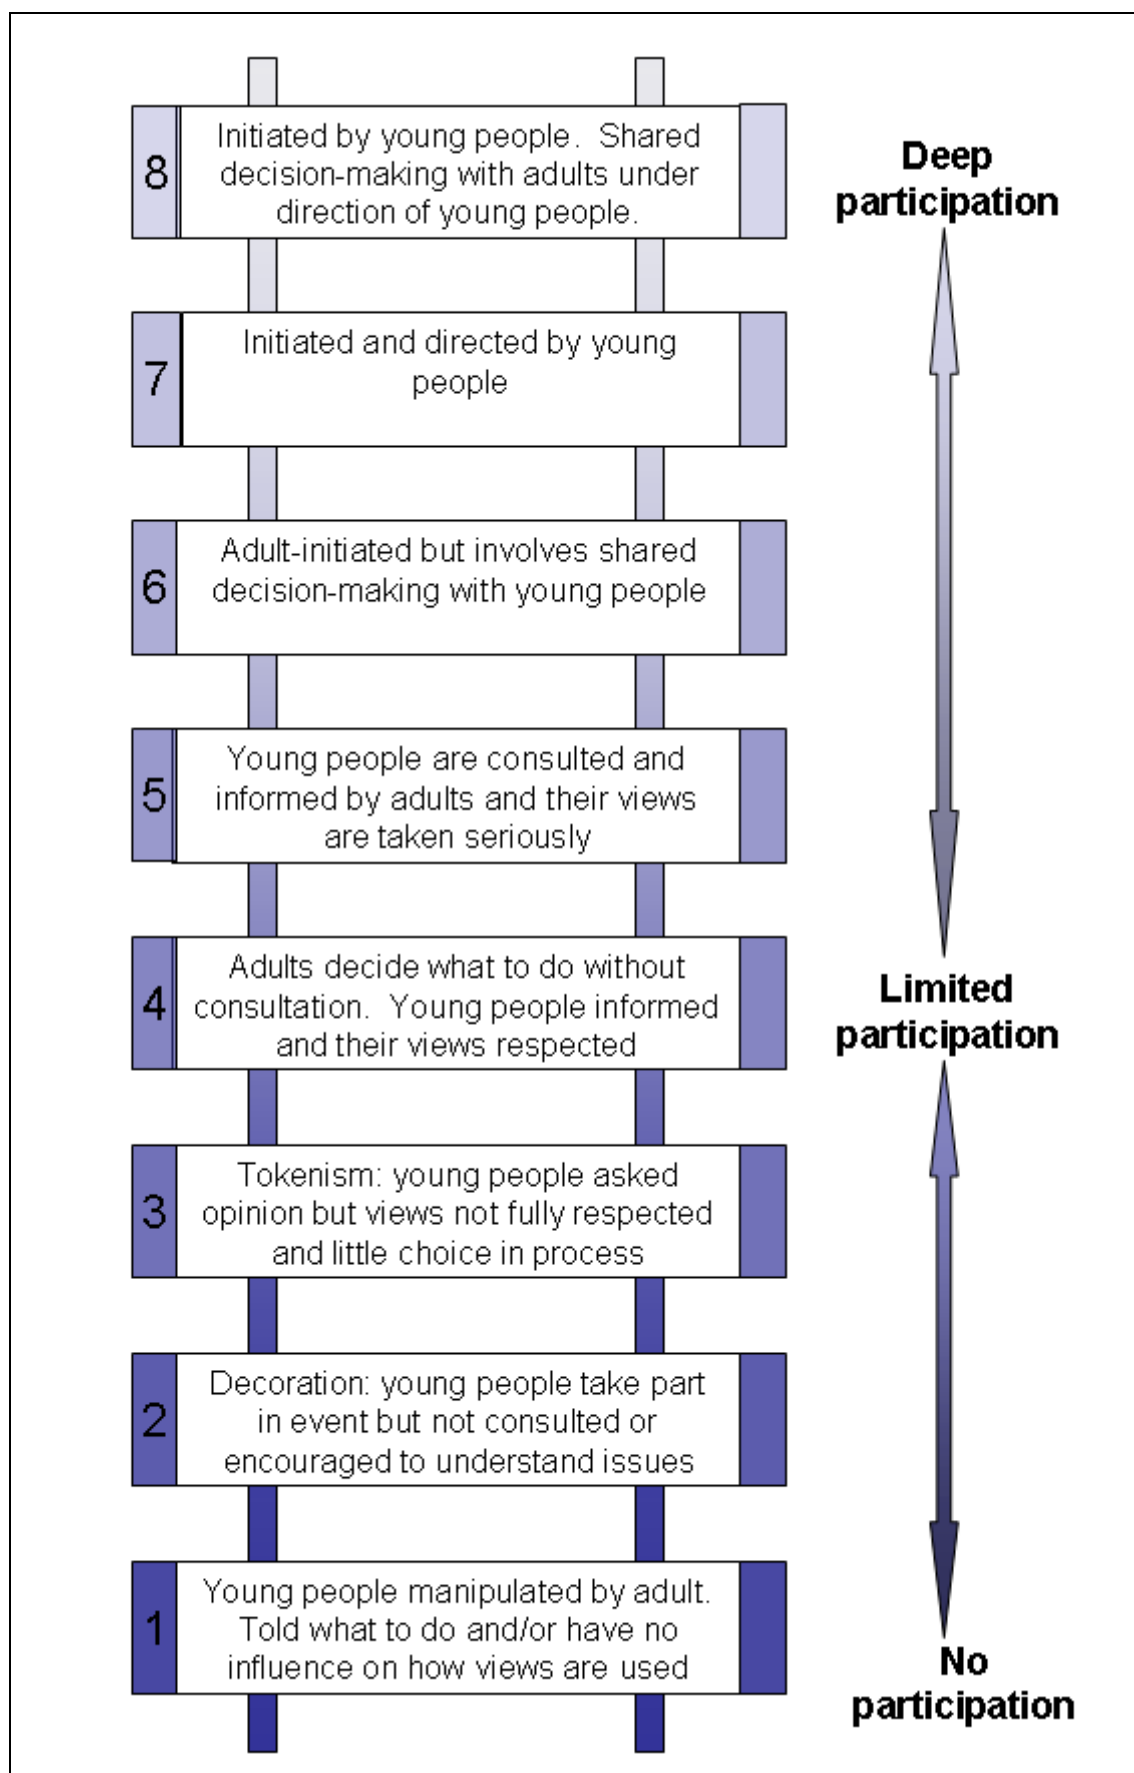 8
Initiated by young people.  Shared
decision-making with adults under
direction of young people.
Deep
participation
7
Initiated and directed by young
people
6
Adult-initiated but involves shared
decision-making with young people
5
Young people are consulted and
informed by adults and their views
are taken seriously
4
Adults decide what to do without
consultation.  Young people informed
and their views respected
Limited
participation
3
Tokenism: young people asked
opinion but views not fully respected
and little choice in process
2
Decoration: young people take part
in event but not consulted or
encouraged to understand issues
1
Young people manipulated by adult.
Told what to do and/or have no
influence on how views are used
No
participation